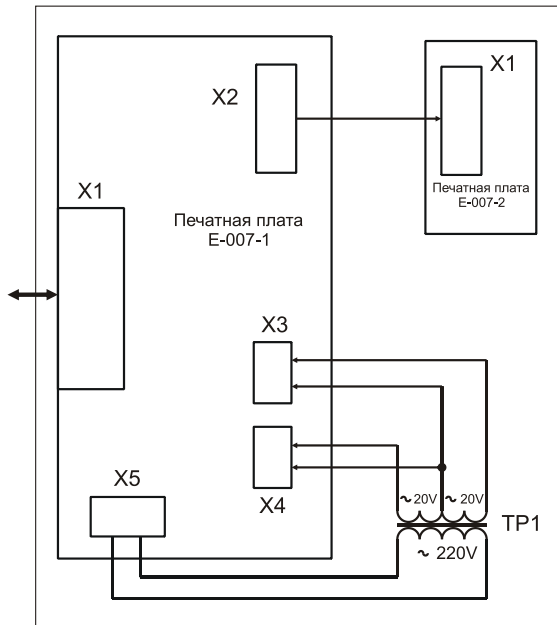 X2
X1
Печатная плата
E-007-2
X1
Печатная плата
E-007-1
X3
X4
X5
~ 20V ~ 20V
TP1
~ 220V